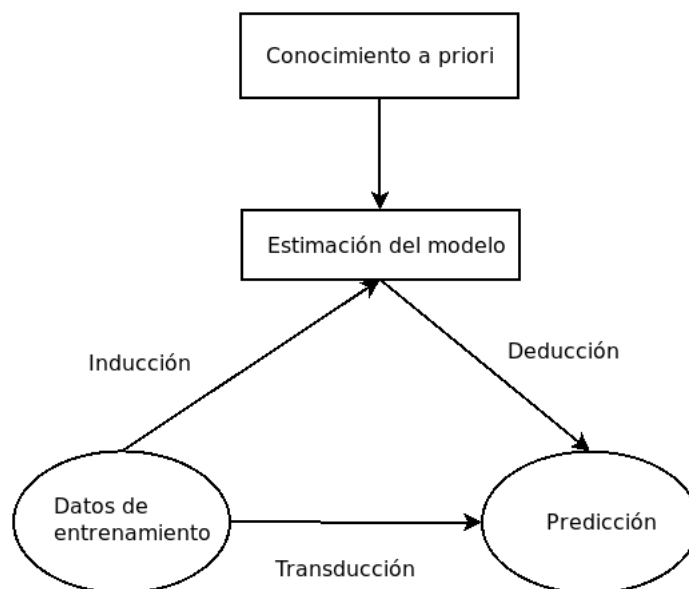 Conocimiento a priori
Estimación del modelo
Inducción
Deducción
Datos de
entrenamiento
Predicción
Transducción